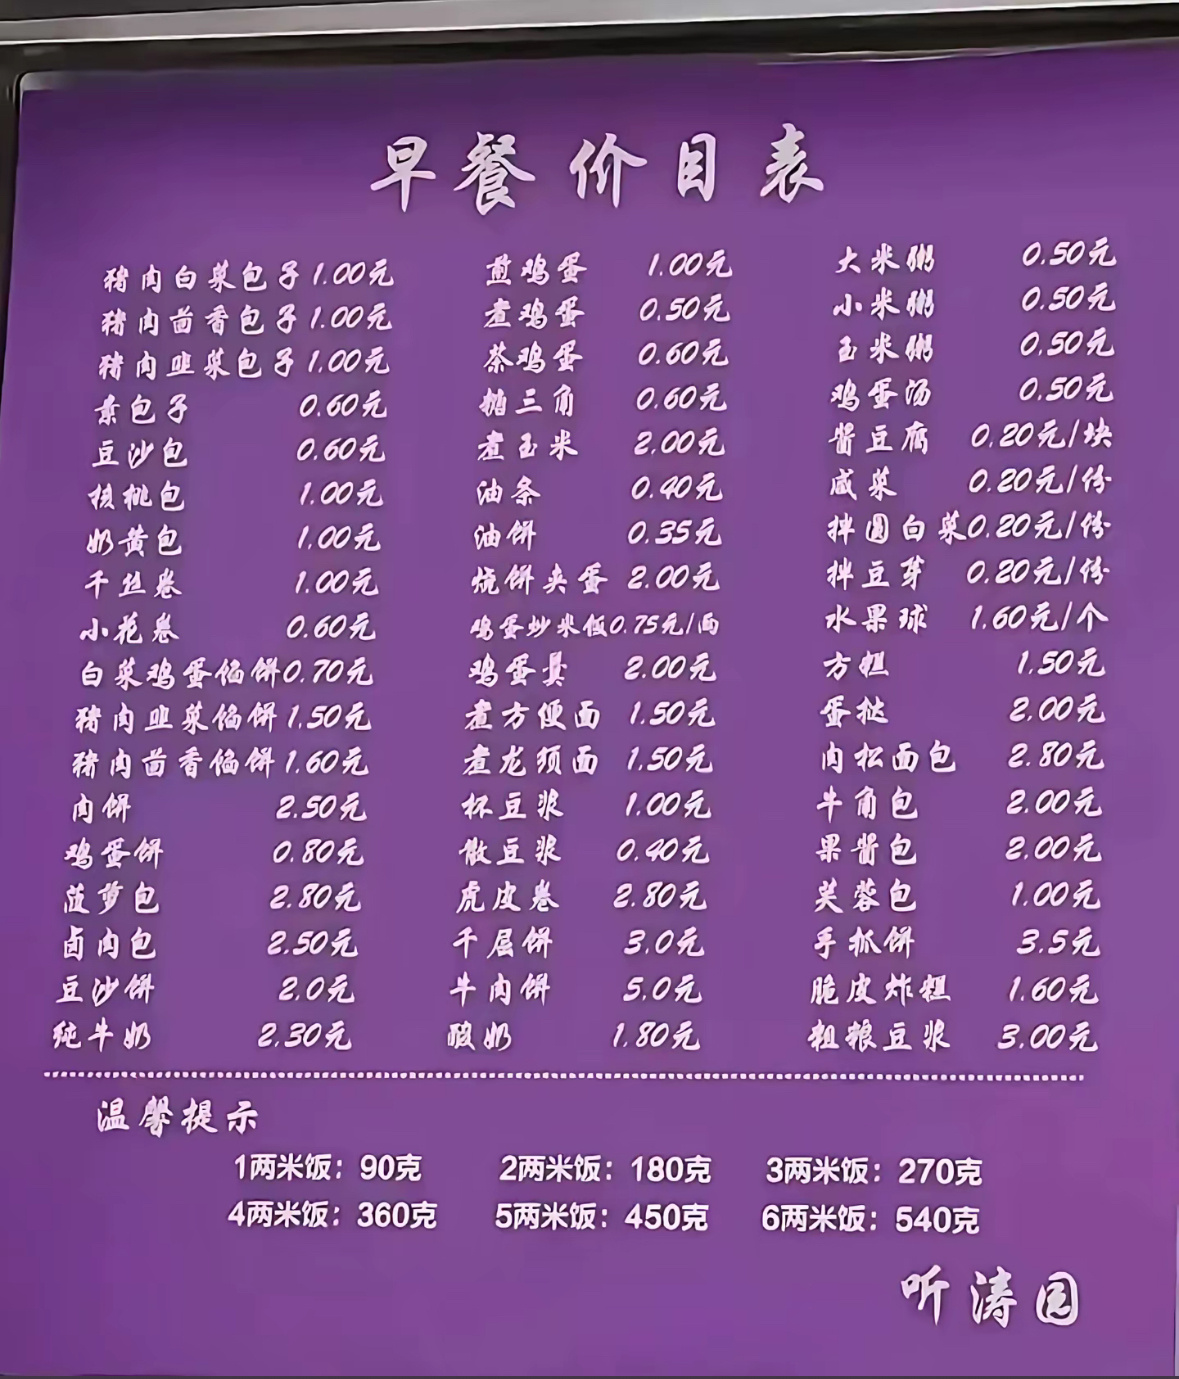 早餐价目表
猪肉白菜包子 1.00元 煎鸡蛋 1.00元 大米粥 0.50元
猪肉茴香包子 1.00元 煮鸡蛋 0.50元 小米粥 0.50元
猪肉韭菜包子 1.00元 茶鸡蛋 0.60元 玉米粥 0.50元
素包子 0.60元 糖三角 0.60元 鸡蛋汤 0.50元
豆沙包 0.60元 煮玉米 2.00元 酱豆腐 0.20元/块
核桃包 1.00元 油条 0.40元 咸菜 0.20元/份
奶黄包 1.00元 油饼 0.35元 拌圆白菜 0.20元/份
千丝卷 1.00元 烧饼夹蛋 2.00元 拌豆芽 0.20元/份
小花卷 0.60元 鸡蛋炒米饭 0.75元/两 水果球 1.60元/个
白菜鸡蛋馅饼 0.70元 鸡蛋羹 2.00元 方糕 1.50元
猪肉韭菜馅饼 1.50元 煮方便面 1.50元 蛋挞 2.00元
猪肉茴香馅饼 1.60元 煮龙须面 1.50元 肉松面包 2.80元
肉饼 2.50元 杯豆浆 1.00元 牛角包 2.00元
鸡蛋饼 0.80元 散豆浆 0.40元 果酱包 2.00元
菠萝包 2.80元 虎皮卷 2.80元 芙蓉包 1.00元
卤肉包 2.50元 千层饼 3.0元 手抓饼 3.5元
豆沙饼 2.0元 牛肉饼 5.0元 脆皮炸糕 1.60元
纯牛奶 2.30元 酸奶 1.80元 粗粮豆浆 3.00元
温馨提示
1两米饭：90克 2两米饭：180克 3两米饭：270克
4两米饭：360克 5两米饭：450克 6两米饭：540克
听涛园